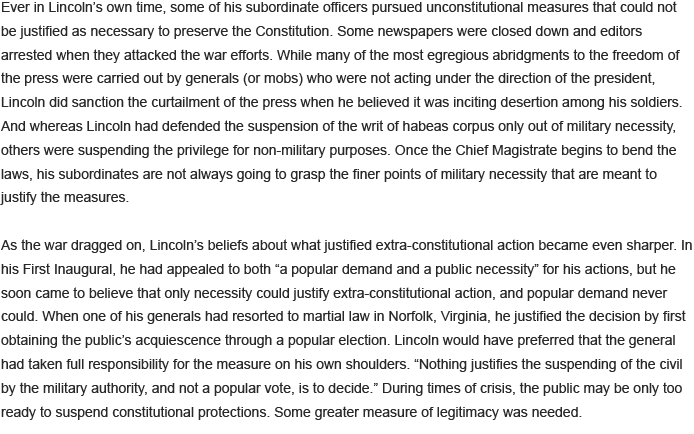 Ever in Lincoln's own time, some of his subordinate officers pursued unconstitutional measures that could not
be justified as necessary to preserve the Constitution. Some newspapers were closed down and editors
arrested when they attacked the war efforts. While many of the most egregious abridgments to the freedom of
the press were carried out by generals (or mobs) who were not acting under the direction of the president,
Lincoln did sanction the curtailment of the press when he believed it was inciting desertion among his soldiers.
And whereas Lincoln had defended the suspension of the writ of habeas corpus only out of military necessity,
others were suspending the privilege for non-military purposes. Once the Chief Magistrate begins to bend the
laws, his subordinates are not always going to grasp the finer points of military necessity that are meant to
justify the measures.

As the war dragged on, Lincoln's beliefs about what justified extra-constitutional action became even sharper. In
his First Inaugural, he had appealed to both “a popular demand and a public necessity” for his actions, but he
soon came to believe that only necessity could justify extra-constitutional action, and popular demand never
could. When one of his generals had resorted to martial law in Norfolk, Virginia, he justified the decision by first
obtaining the public's acquiescence through a popular election. Lincoln would have preferred that the general
had taken full responsibility for the measure on his own shoulders. “Nothing justifies the suspending of the civil
by the military authority, and not a popular vote, is to decide.” During times of crisis, the public may be only too
ready to suspend constitutional protections. Some greater measure of legitimacy was needed.